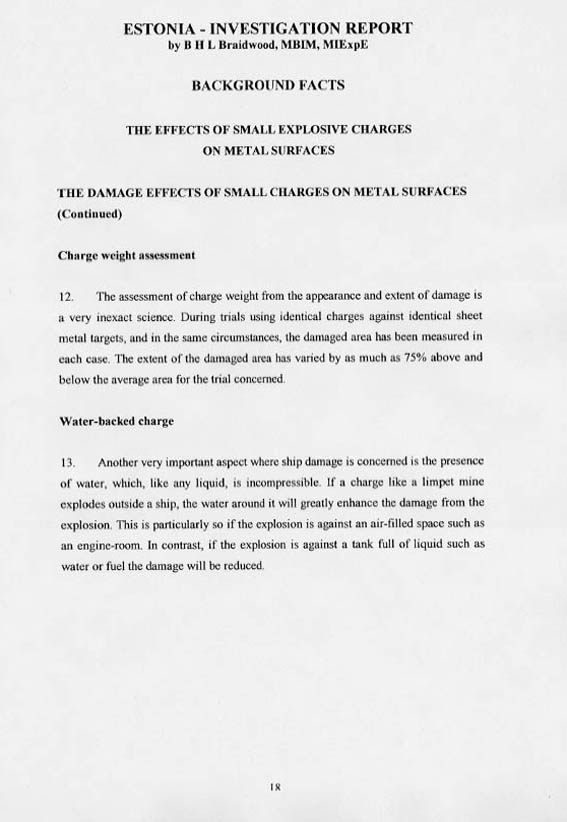 ESTONIA - INVESTIGATION REPORT
by B H L Braidwood, MBIM, MIExpE
BACKGROUND FACTS
THE EFFECTS OF SMALL EXPLOSIVE CHARGES
ON METAL SURFACES
THE DAMAGE EFFECTS OF SMALL CHARGES ON METAL SURFACES
(Continued)
Charge weight assessment
12. The assessment of charge weight from the appearance and extent of damage is
a very inexact science. During trials using identical charges against identical sheet
metal targets, and in the same circumstances, the damaged area has been measured in
each case. The extent of the damaged area has varied by as much as 75% above and
below the average area for the trial concerned.
Water-backed charge
13. Another very important aspect where ship damage is concerned is the presence
of water, which, like any liquid, is incompressible. If a charge like a limpet mine
explodes outside a ship, the water around it will greatly enhance the damage from the
explosion. This is particularly so if the explosion is against an air-filled space such as
an engine-room. In contrast, if the explosion is against a tank full of liquid such as
water or fuel the damage will be reduced.
18